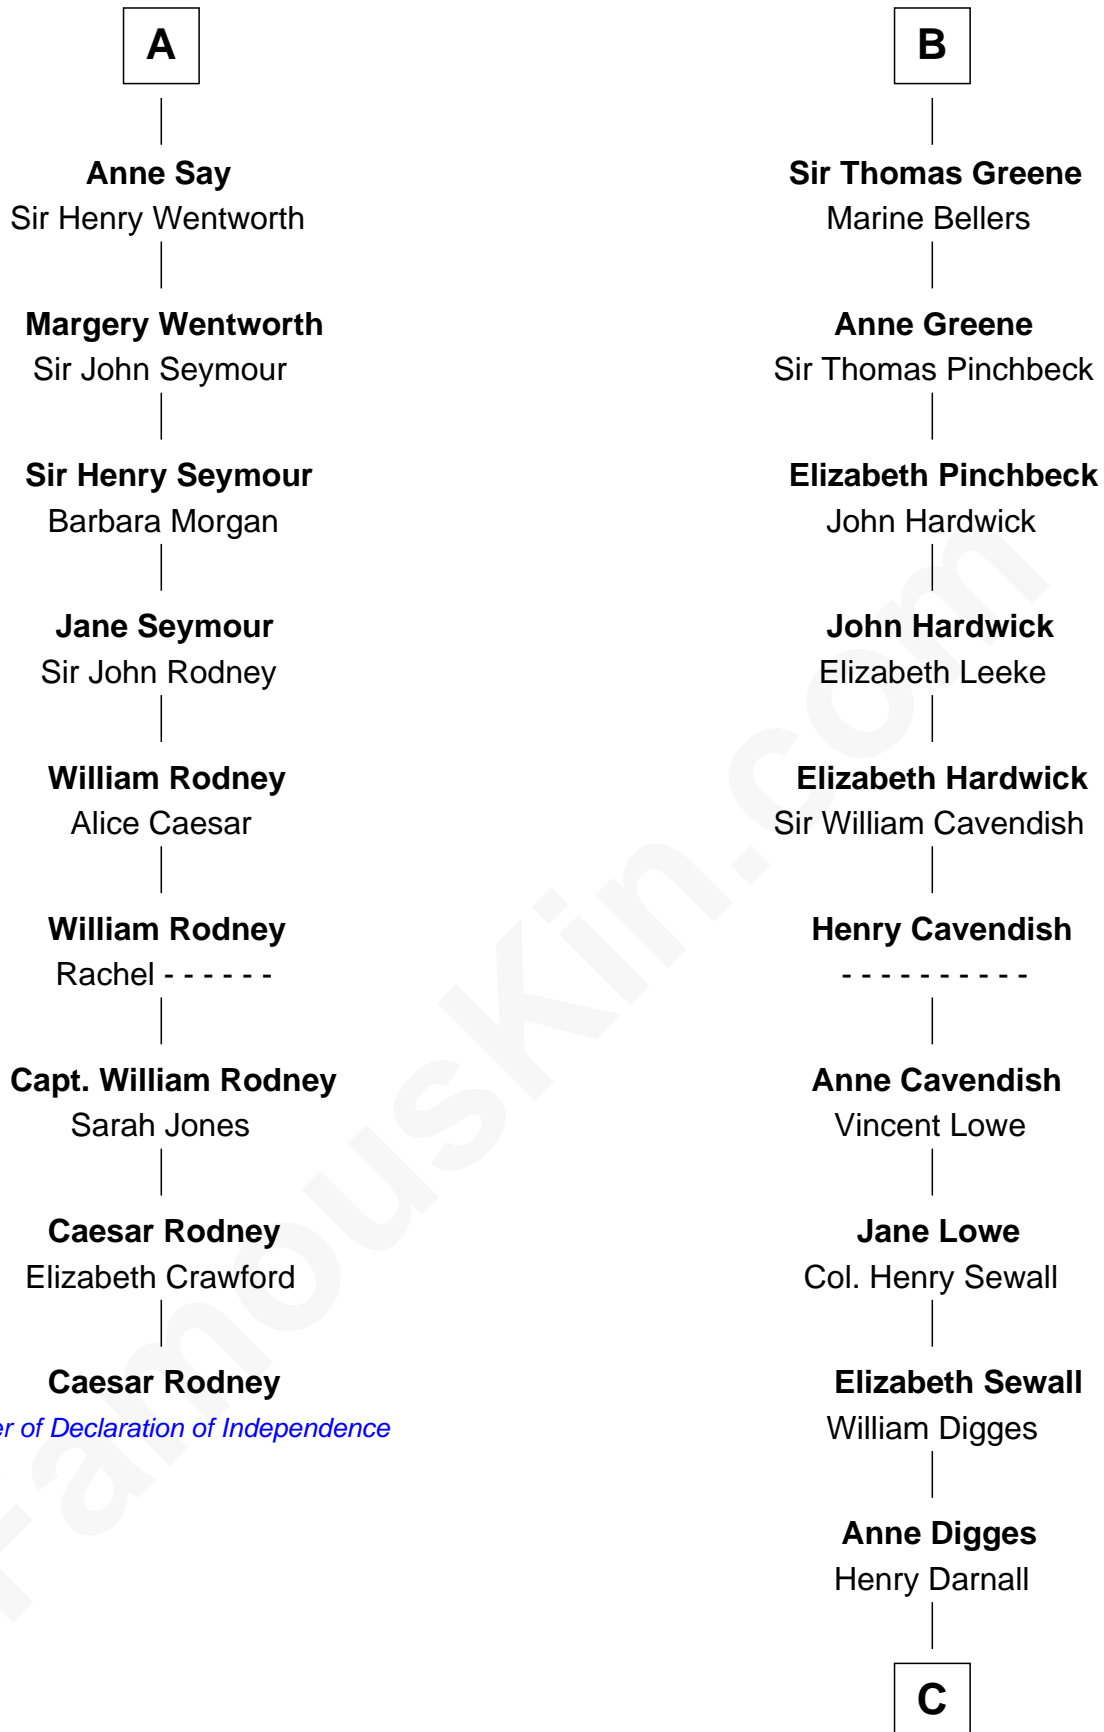 A
Anne Say
Sir Henry Wentworth
Margery Wentworth
Sir John Seymour
Sir Henry Seymour
Barbara Morgan
Jane Seymour
Sir John Rodney
William Rodney
Alice Caesar
William Rodney
Rachel - - - - - -
Capt. William Rodney
Sarah Jones
Caesar Rodney
Elizabeth Crawford
Caesar Rodney
er of Declaration of Independence
B
Sir Thomas Greene
Marine Bellers
Anne Greene
Sir Thomas Pinchbeck
Elizabeth Pinchbeck
John Hardwick
John Hardwick
Elizabeth Leeke
Elizabeth Hardwick
Sir William Cavendish
Henry Cavendish
- - - - - - - - - -
Anne Cavendish
Vincent Lowe
Jane Lowe
Col. Henry Sewall
Elizabeth Sewall
William Digges
Anne Digges
Henry Darnall
C
FamousKin.com